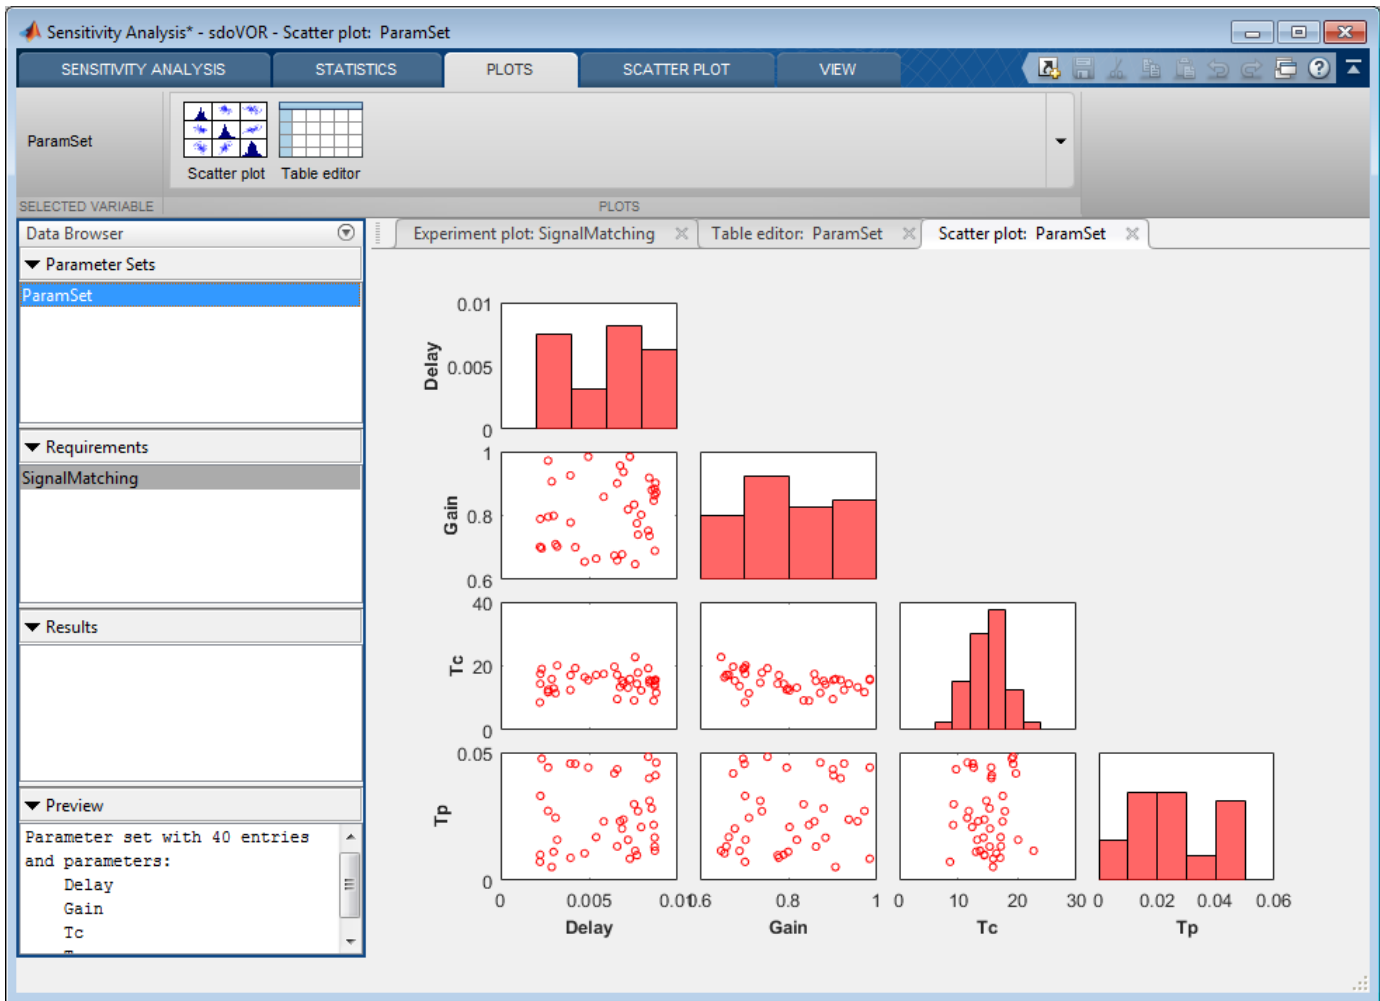 Sensitivity Analysis* - sdoVOR - Scatter plot: ParamSet
SENSITIVITY ANALYSIS STATISTICS PLOTS SCATTER PLOT VIEW
ParamSet
Scatter plot Table editor
SELECTED VARIABLE PLOTS
Data Browser
Experiment plot: SignalMatching Table editor: ParamSet Scatter plot: ParamSet
Parameter Sets
ParamSet
Requirements
SignalMatching
Results
Preview
Parameter set with 40 entries
and parameters:
Delay
Gain
Tc
0.01
0.005
0
Delay
1
0.8
0.6
Gain
40
20
0
Tc
0.05
0
Tp
0 0.005 0.01
Delay
0.6 0.8 1
Gain
0 10 20 30
Tc
0 0.02 0.04 0.06
Tp